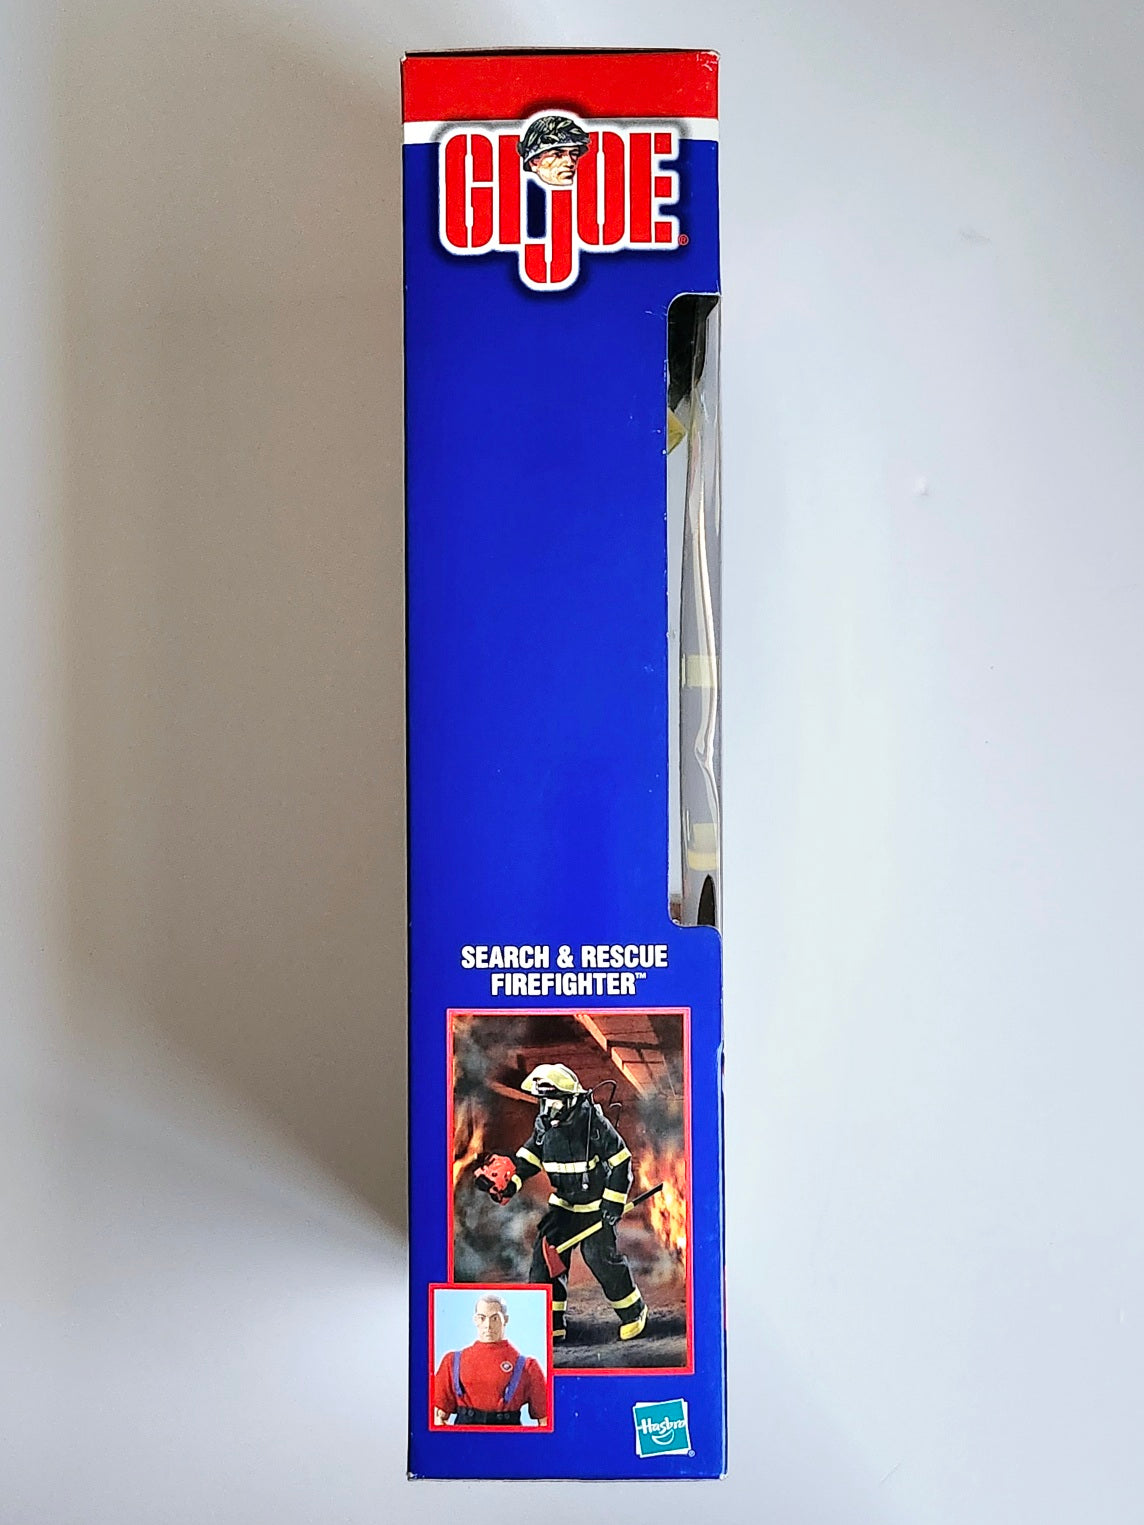 GI JOE®
SEARCH & RESCUE
FIREFIGHTER™
Hasbro®